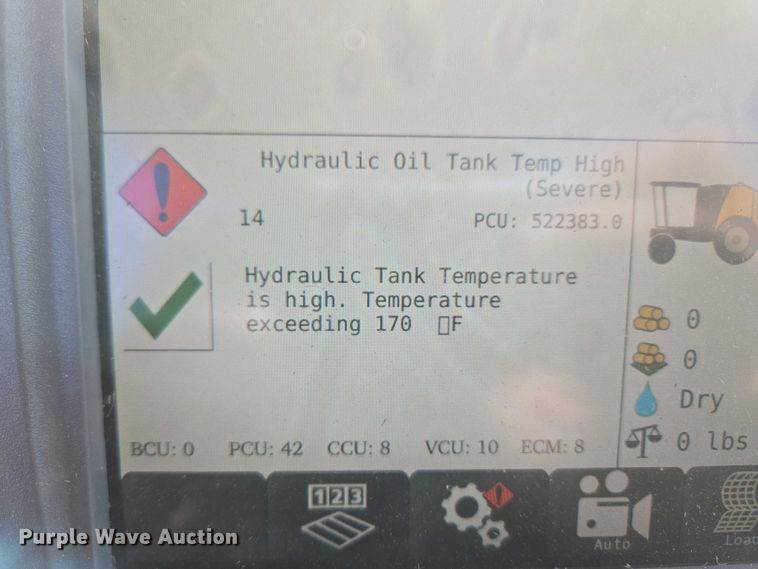 Hydraulic Oil Tank Temp High
(Severe)
14 PCU: 522383.0
Hydraulic Tank Temperature
is high. Temperature
exceeding 170 □F
0
0
Dry
0 lbs
BCU: 0 PCU: 42 CCU: 8 VCU: 10 ECM: 8
123
Auto
Purple Wave Auction